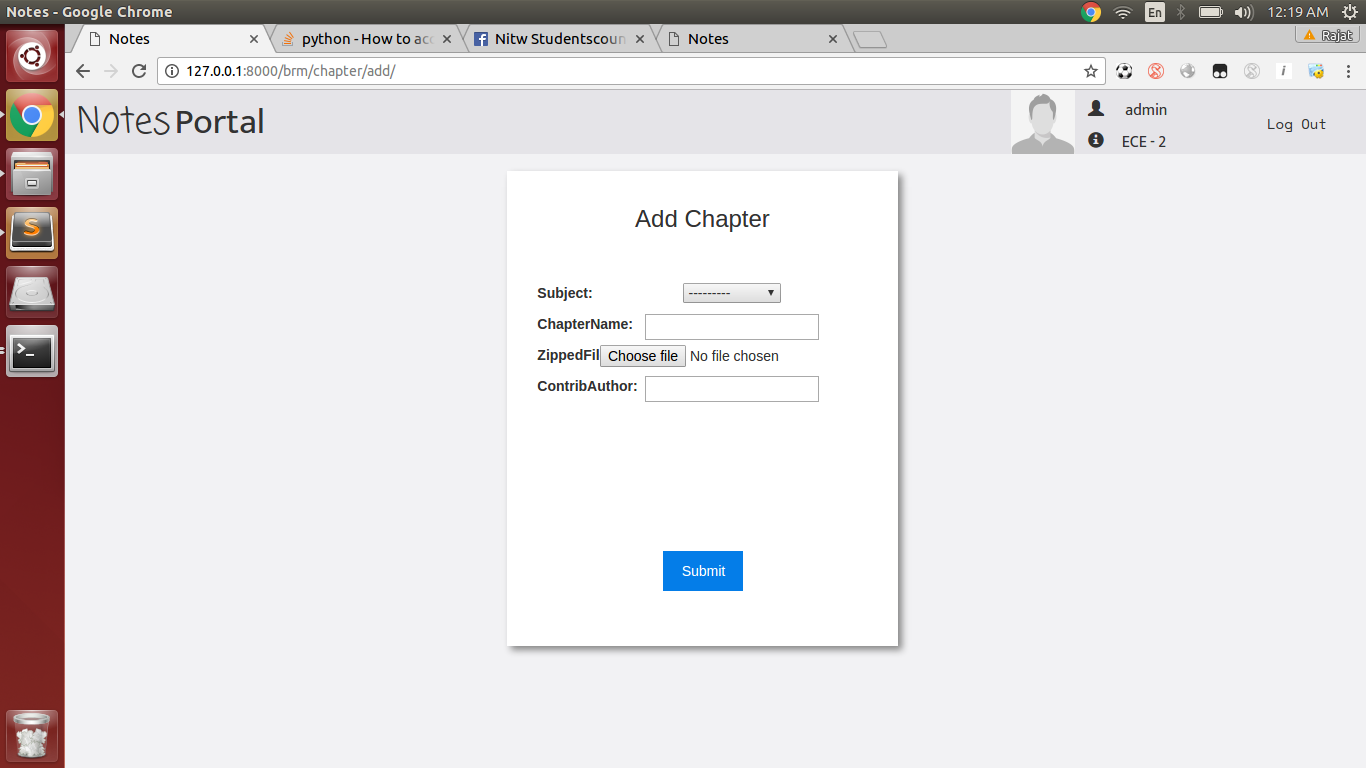 Notes - Google Chrome
En
12:19 AM
Notes
python - How to acc
Nitw Studentscoun
Notes
Rajat
127.0.0.1:8000/brm/chapter/add/
Notes Portal
admin
ECE - 2
Log Out
Add Chapter
Subject:
---------
ChapterName:
ZippedFil
Choose file
No file chosen
ContribAuthor:
Submit